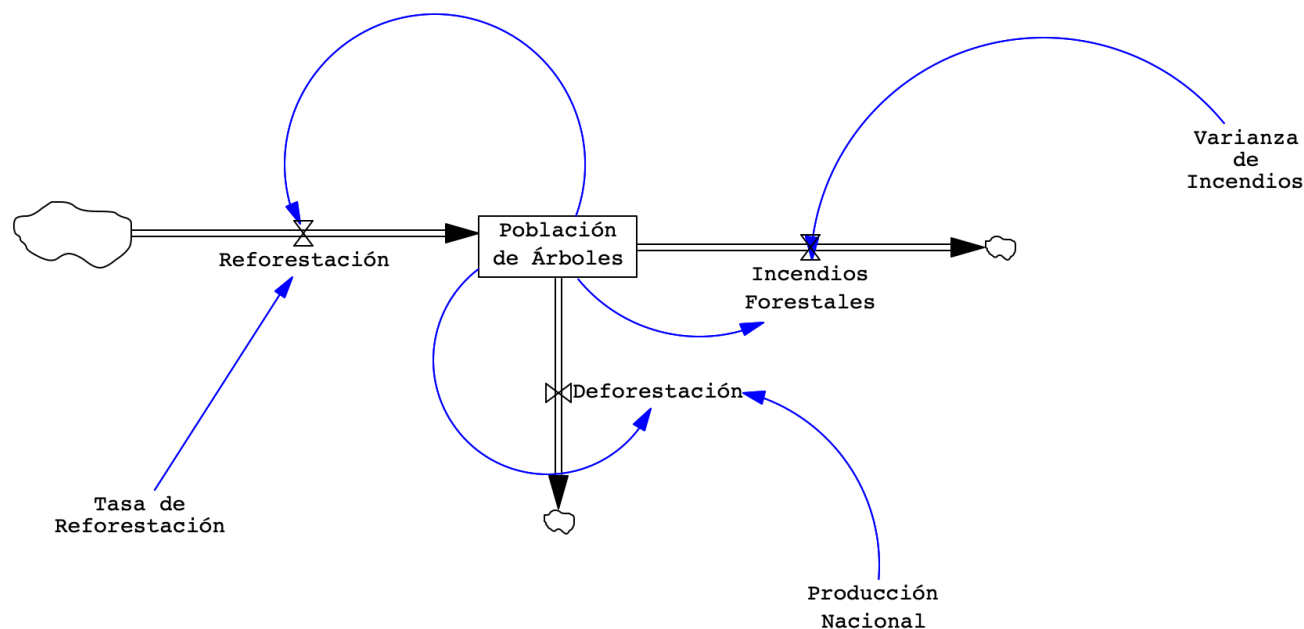 Varianza
de
Incendios
Población
de Árboles
Reforestación
Incendios
Forestales
Deforestación
Tasa de
Reforestación
Producción
Nacional